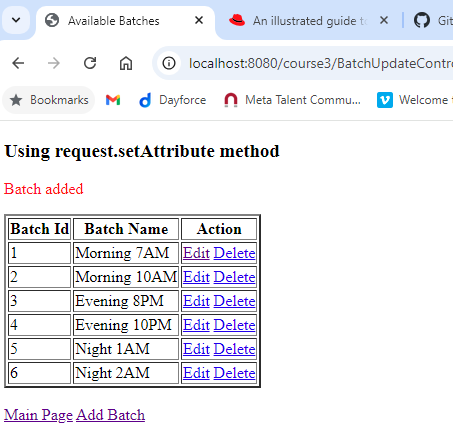 Available Batches
An illustrated guide to
Git
localhost:8080/course3/BatchUpdateContr
Bookmarks
Dayforce
Meta Talent Commu...
Welcome
Using request.setAttribute method
Batch added
Batch Id Batch Name Action
1 Morning 7AM Edit Delete
2 Morning 10AM Edit Delete
3 Evening 8PM Edit Delete
4 Evening 10PM Edit Delete
5 Night 1AM Edit Delete
6 Night 2AM Edit Delete
Main Page Add Batch